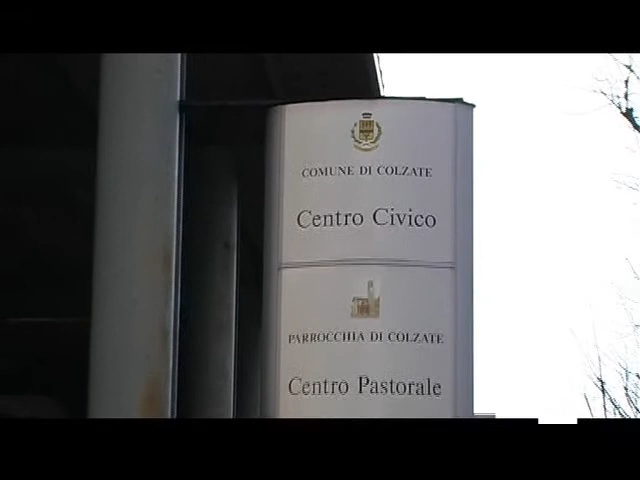 COMUNE DI COLZATE
Centro Civico
PARROCCHIA DI COLZATE
Centro Pastorale